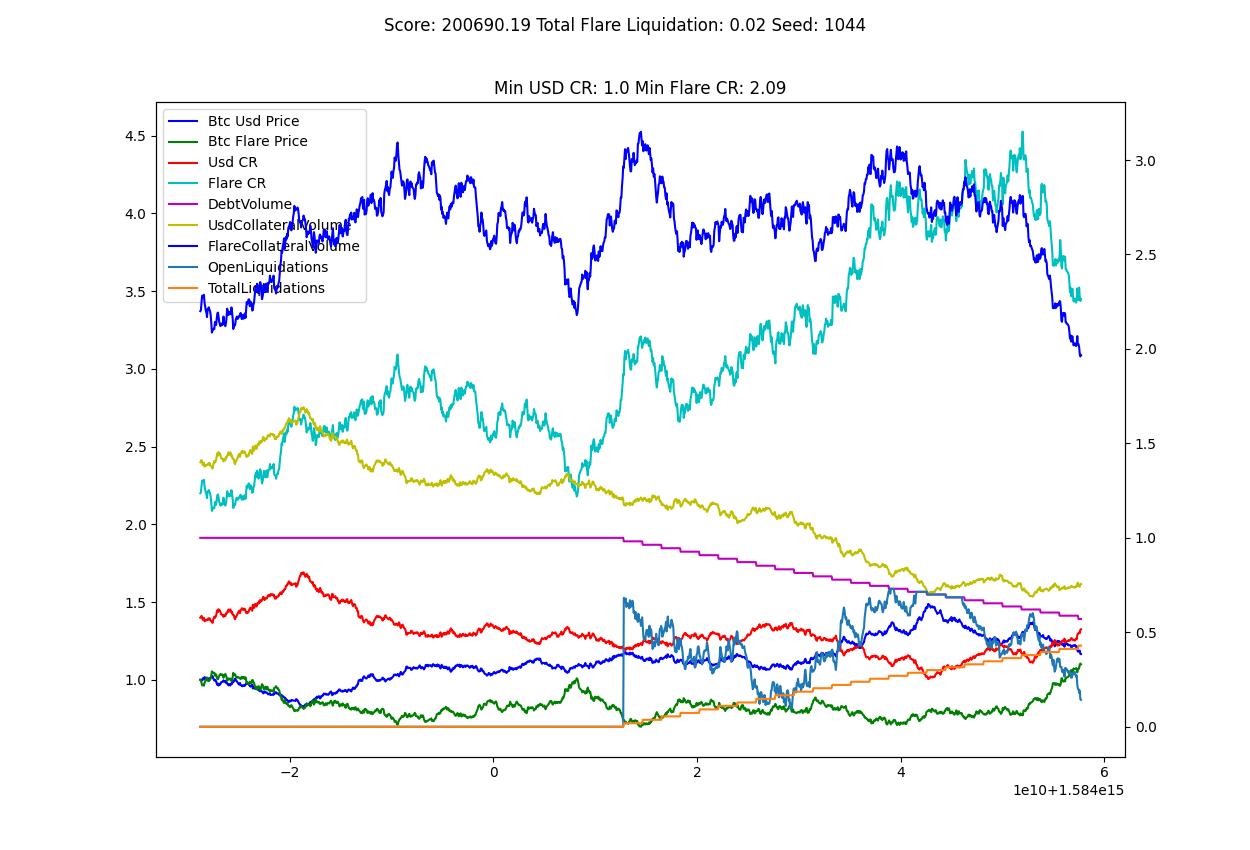 Score: 200690.19 Total Flare Liquidation: 0.02 Seed: 1044
Min USD CR: 1.0 Min Flare CR: 2.09
Btc Usd Price
Btc Flare Price
Usd CR
Flare CR
DebtVolume
UsdCollateralVolume
FlareCollateralVolume
OpenLiquidations
TotalLiquidations
4.5
4.0
3.5
3.0
2.5
2.0
1.5
1.0
3.0
2.5
2.0
1.5
1.0
0.5
0.0
−2 0 2 4 6
1e10+1.584e15